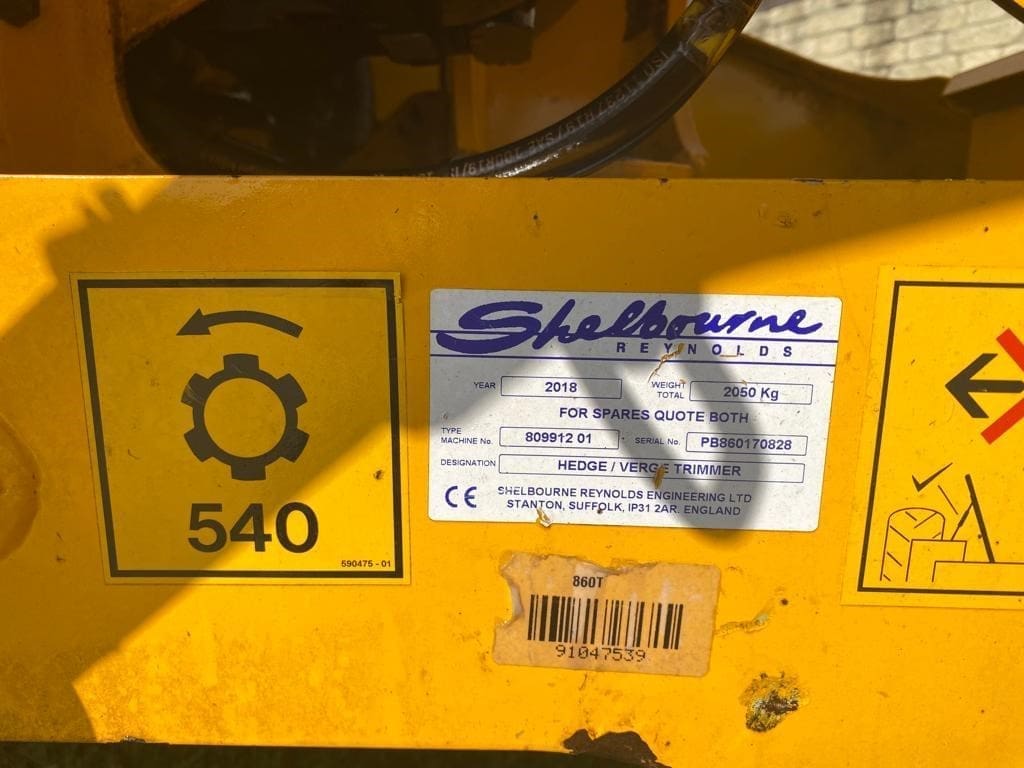 540
590475 - 01
Shelbourne
REYNOLDS
YEAR 2018 WEIGHT TOTAL 2050 Kg
FOR SPARES QUOTE BOTH
TYPE MACHINE No. 809912 01 SERIAL No. PB860170828
DESIGNATION HEDGE / VERGE TRIMMER
CE SHELBOURNE REYNOLDS ENGINEERING LTD
STANTON, SUFFOLK, IP31 2AR. ENGLAND
860T
91047539